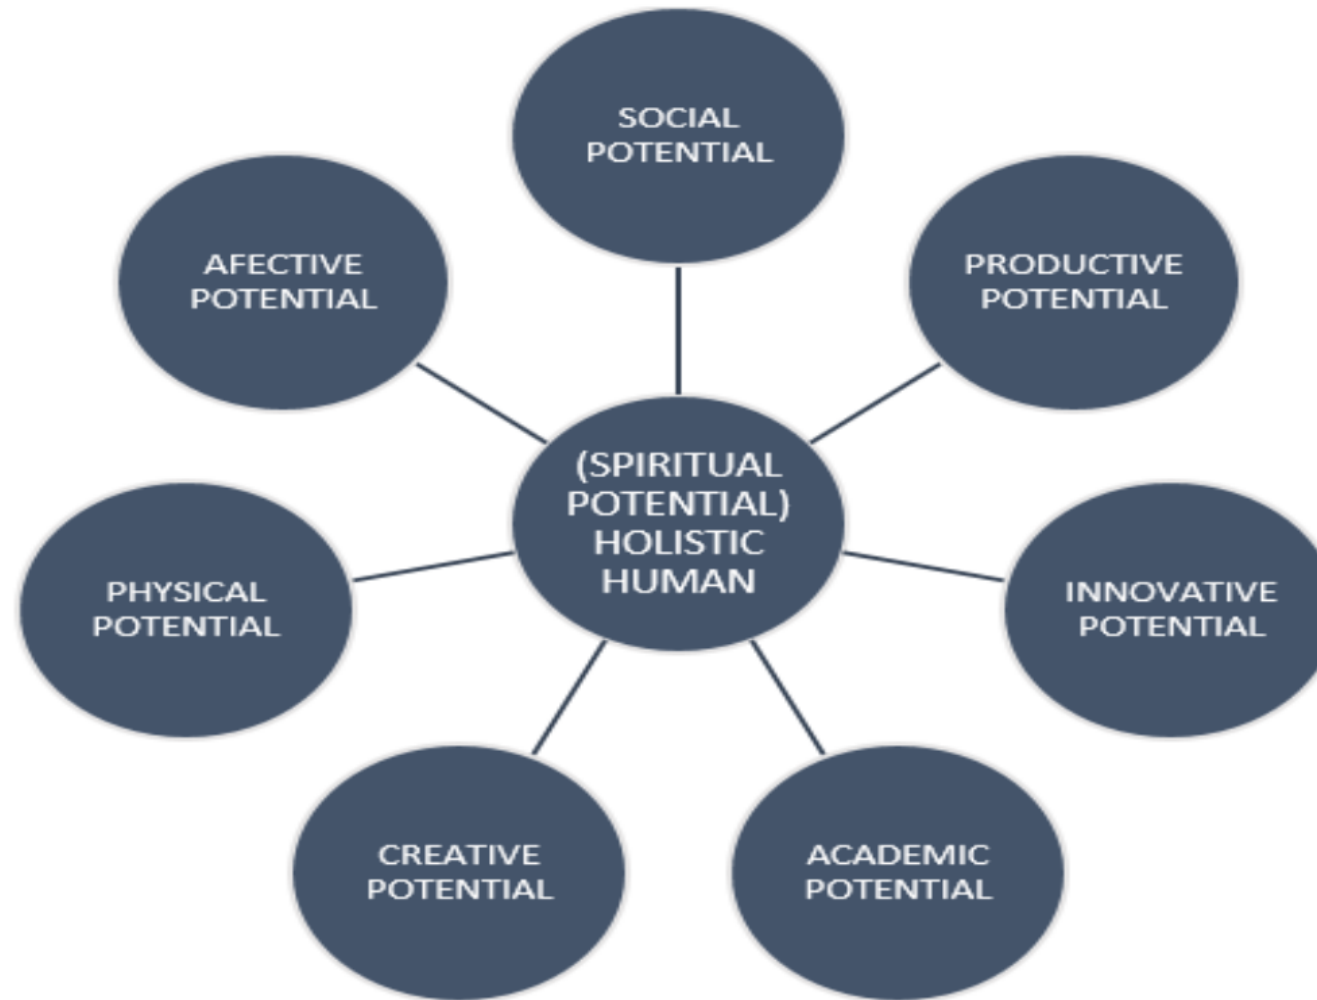 SOCIAL
POTENTIAL
AFECTIVE
POTENTIAL
PRODUCTIVE
POTENTIAL
(SPIRITUAL
POTENTIAL)
HOLISTIC
HUMAN
PHYSICAL
POTENTIAL
INNOVATIVE
POTENTIAL
CREATIVE
POTENTIAL
ACADEMIC
POTENTIAL